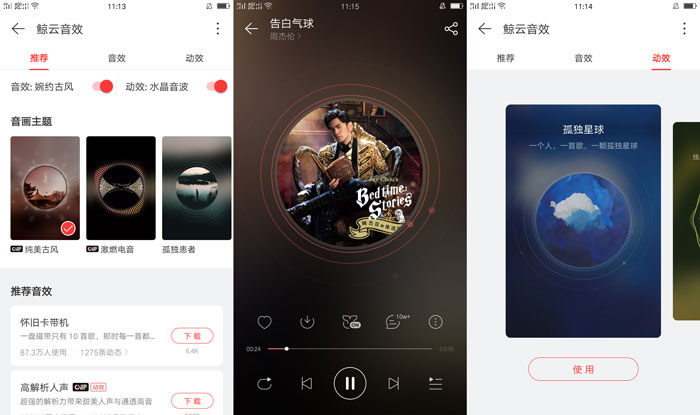 11:13
鲸云音效
推荐
音效
动效
音效: 婉约古风
动效: 水晶音波
音画主题
纯美古风
激燃电音
孤独患者
推荐音效
怀旧卡带机
一盘磁带只有 10 首歌，那时每一首都...
87.3万人使用
1275条动态 >
下载
6.4K
高解析人声
动效
超强的解析力带来甜美人声与通透高音
下载
11:15
告白气球
周杰伦 >
Jay Chou's
Bedtime
Stories
ON
10w+
00:24
03:35
11:14
鲸云音效
推荐
音效
动效
孤独星球
一个人，一首歌，一颗孤独星球
使用